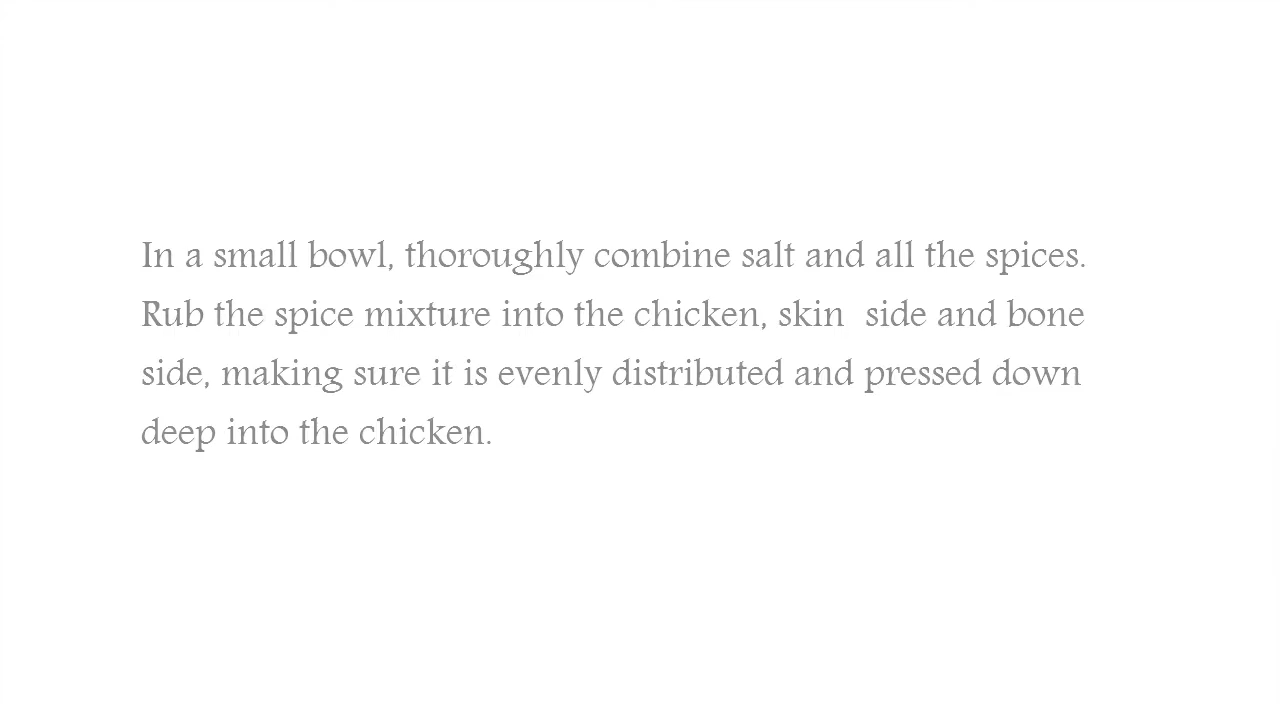 In a small bowl, thoroughly combine salt and all the spices.
Rub the spice mixture into the chicken, skin  side and bone
side, making sure it is evenly distributed and pressed down
deep into the chicken.